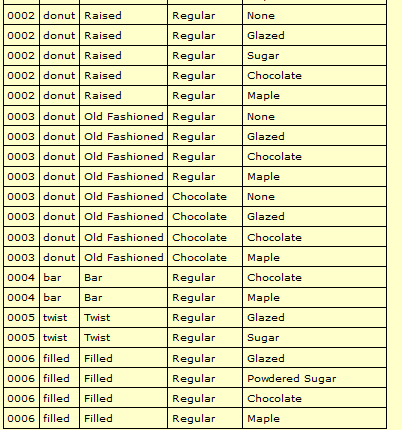 0002 donut Raised Regular None
0002 donut Raised Regular Glazed
0002 donut Raised Regular Sugar
0002 donut Raised Regular Chocolate
0002 donut Raised Regular Maple
0003 donut Old Fashioned Regular None
0003 donut Old Fashioned Regular Glazed
0003 donut Old Fashioned Regular Chocolate
0003 donut Old Fashioned Regular Maple
0003 donut Old Fashioned Chocolate None
0003 donut Old Fashioned Chocolate Glazed
0003 donut Old Fashioned Chocolate Chocolate
0003 donut Old Fashioned Chocolate Maple
0004 bar Bar Regular Chocolate
0004 bar Bar Regular Maple
0005 twist Twist Regular Glazed
0005 twist Twist Regular Sugar
0006 filled Filled Regular Glazed
0006 filled Filled Regular Powdered Sugar
0006 filled Filled Regular Chocolate
0006 filled Filled Regular Maple